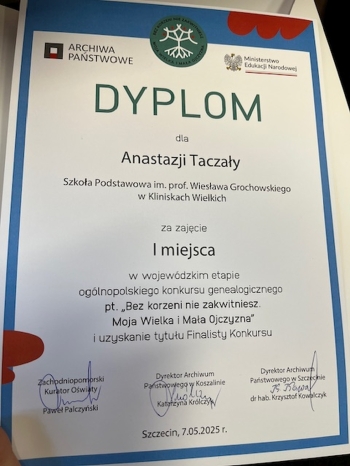 ARCHIWA
PAŃSTWOWE
Ministerstwo
Edukacji Narodowej
DYPLOM
dla
Anastazji Taczały
Szkoła Podstawowa im. prof. Wiesława Grochowskiego
w Kliniskach Wielkich
za zajęcie
I miejsca
w wojewódzkim etapie
ogólnopolskiego konkursu genealogicznego
pt. „Bez korzeni nie zakwitniesz.
Moja Wielka i Mała Ojczyzna”
i uzyskanie tytułu Finalisty Konkursu
Zachodniopomorski
Kurator Oświaty
Paweł Palczyński
Dyrektor Archiwum
Państwowego w Koszalinie
Katarzyna Królczyk
Dyrektor Archiwum
Państwowego w Szczecinie
dr hab. Krzysztof Kowalczyk
Szczecin, 7.05.2025 r.